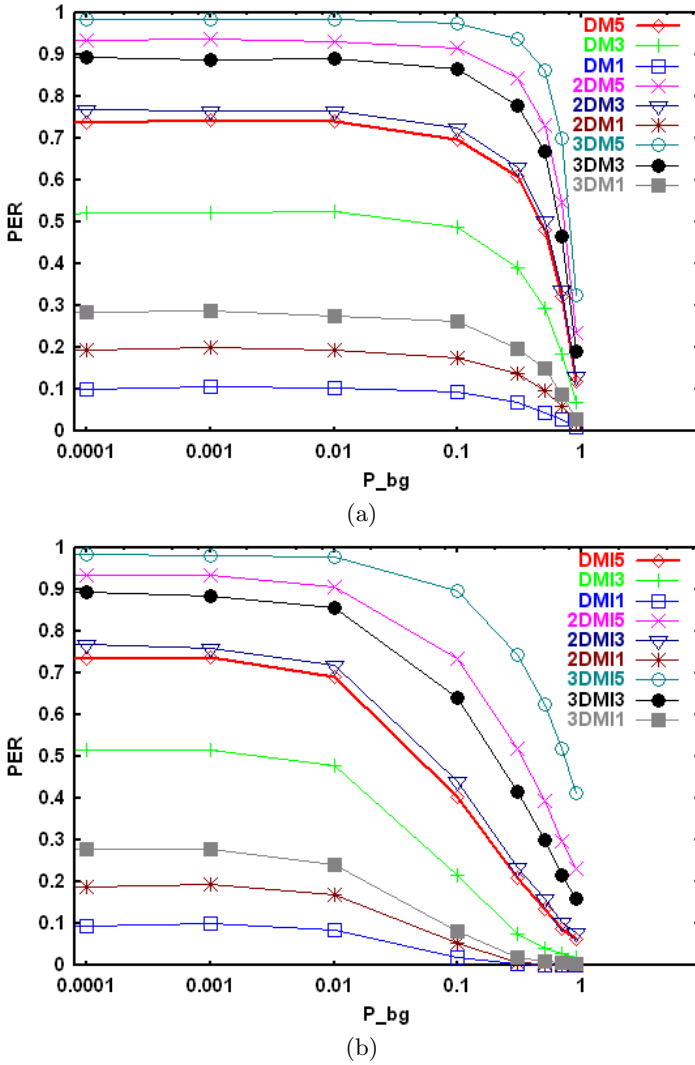 1
0.9
0.8
0.7
0.6
0.5
0.4
0.3
0.2
0.1
0
PER
DM5
DM3
DM1
2DM5
2DM3
2DM1
3DM5
3DM3
3DM1
0.0001 0.001 0.01 0.1 1
P_bg
(a)
1
0.9
0.8
0.7
0.6
0.5
0.4
0.3
0.2
0.1
0
PER
DMI5
DMI3
DMI1
2DMI5
2DMI3
2DMI1
3DMI5
3DMI3
3DMI1
0.0001 0.001 0.01 0.1 1
P_bg
(b)